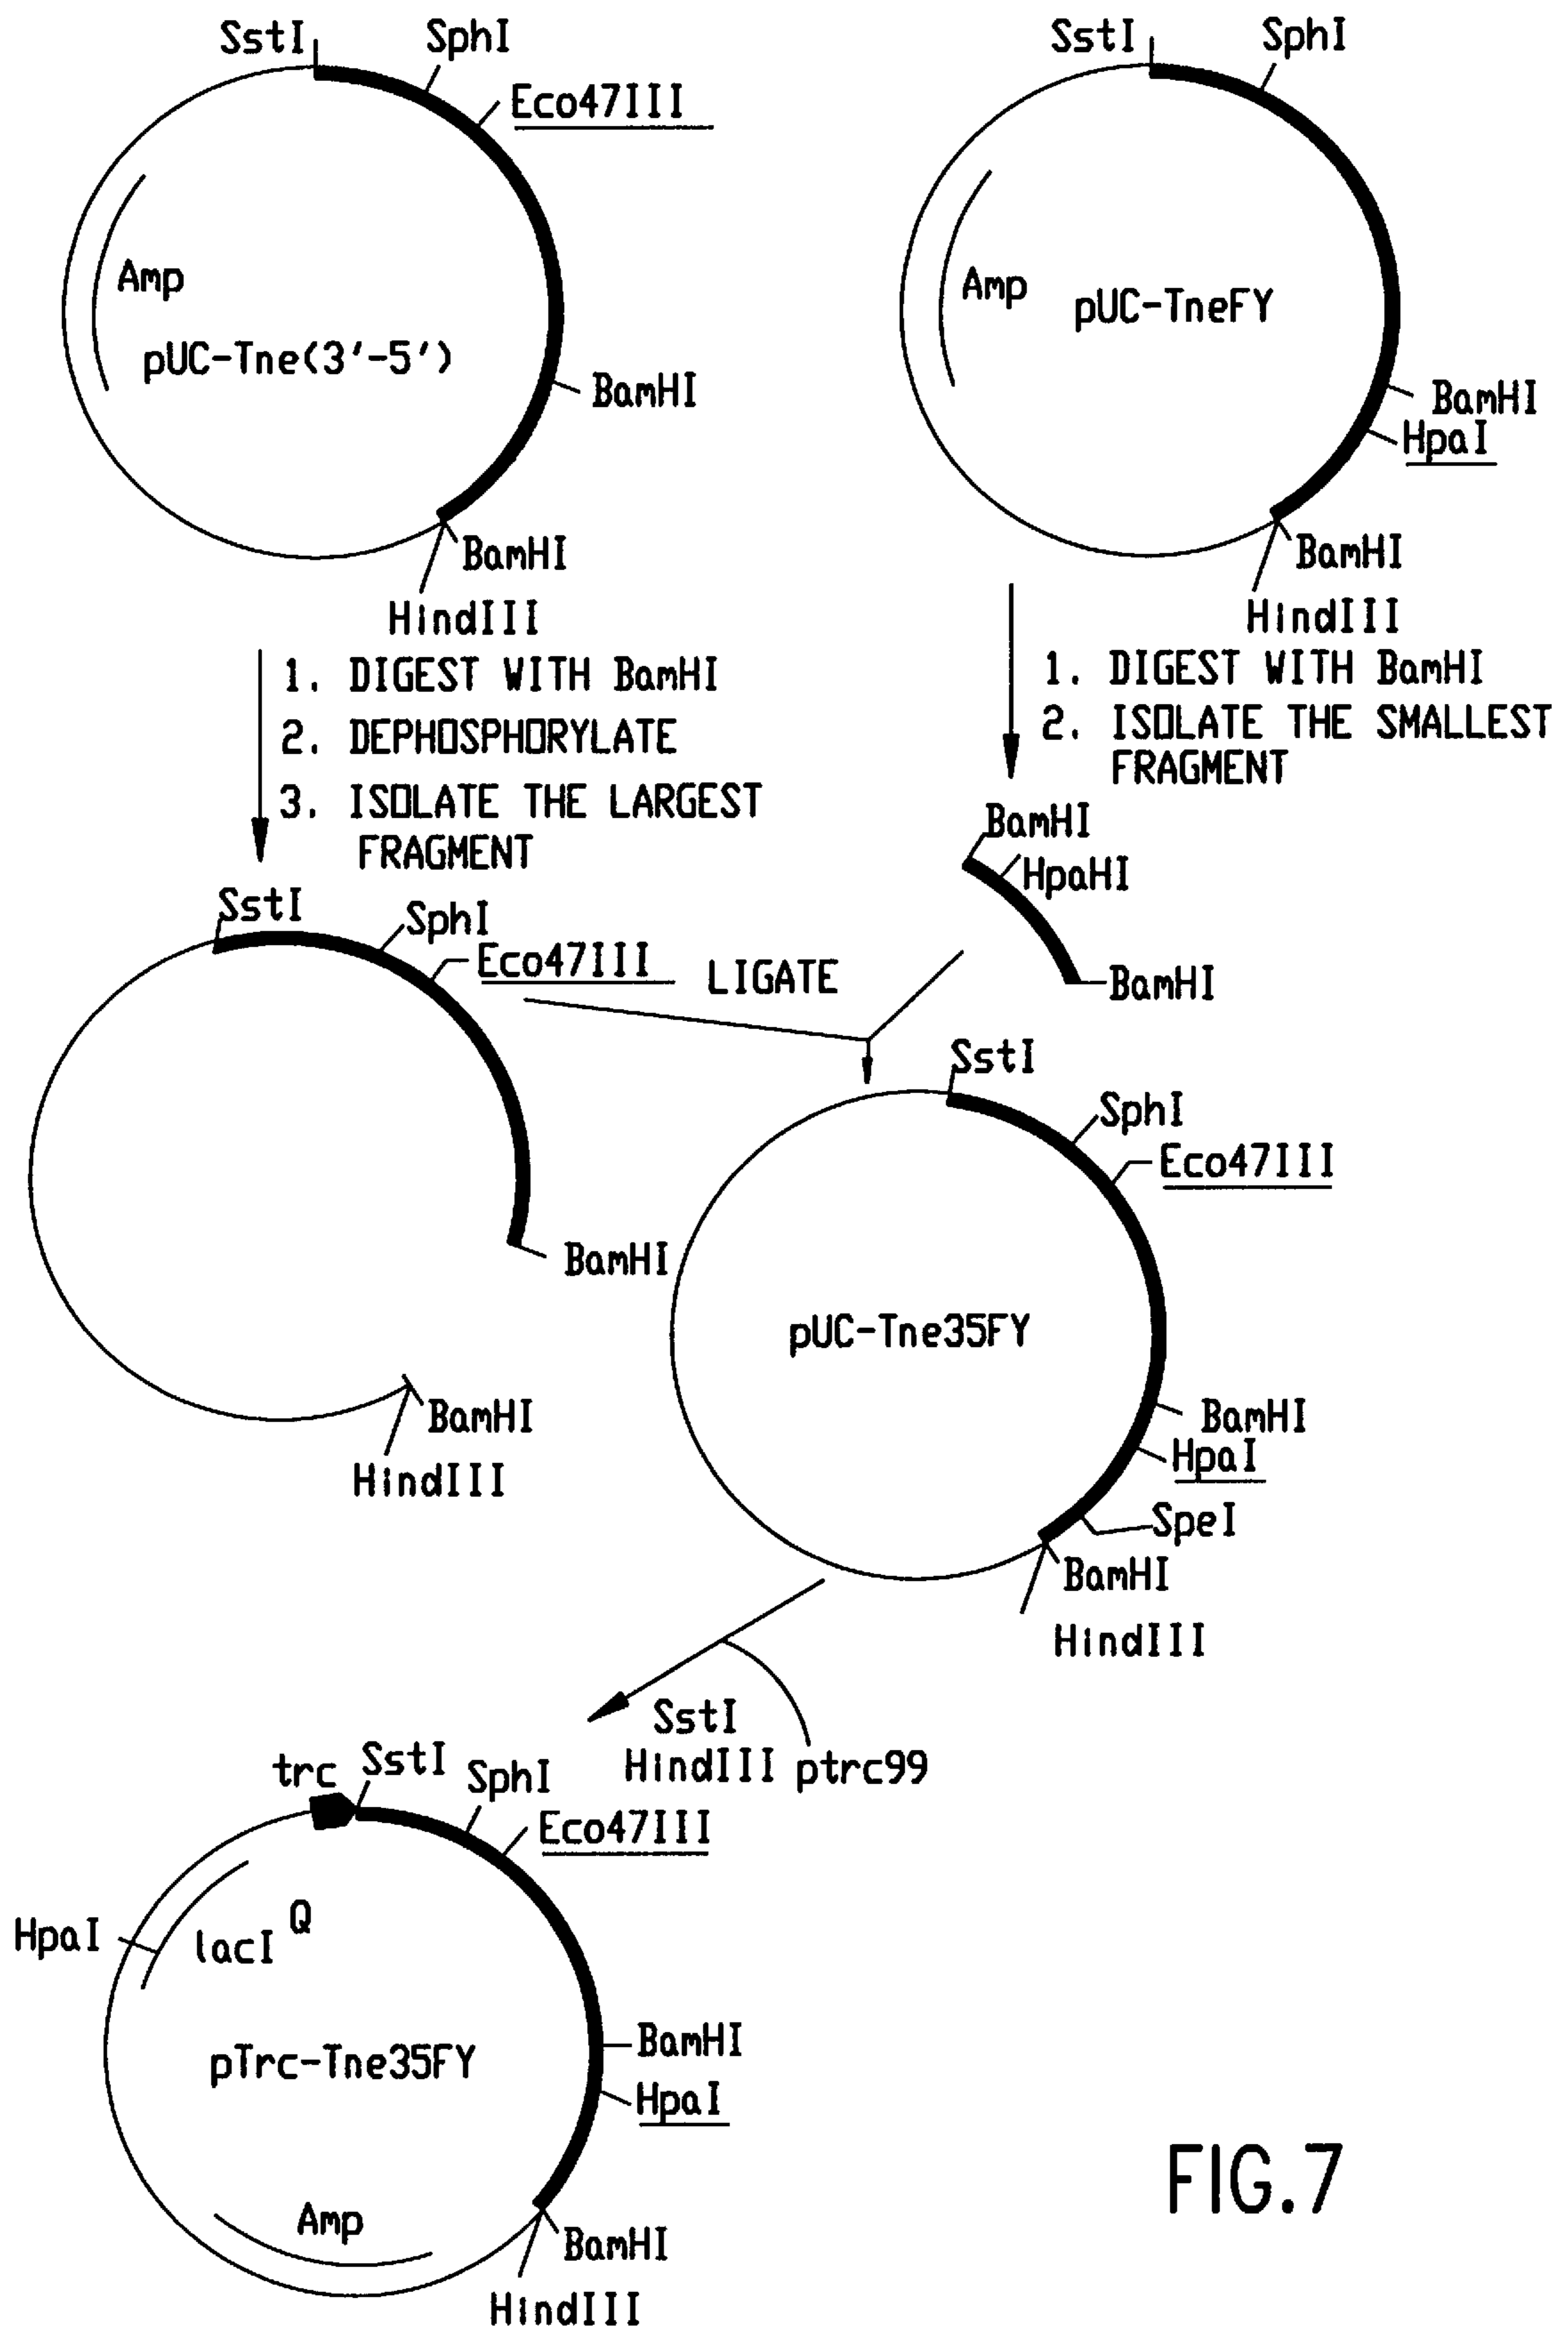 SstI
SphI
Eco47III
Amp
pUC-Tne(3'-5')
BamHI
BamHI
HindIII
SstI
SphI
Amp
pUC-TneFY
BamHI
HpaI
BamHI
HindIII
1. DIGEST WITH BamHI
2. DEPHOSPHORYLATE
3. ISOLATE THE LARGEST
FRAGMENT
1. DIGEST WITH BamHI
2. ISOLATE THE SMALLEST
FRAGMENT
BamHI
HpaHI
BamHI
SstI
SphI
Eco47III
LIGATE
BamHI
BamHI
HindIII
SstI
SphI
Eco47III
pUC-Tne35FY
BamHI
HpaI
SpeI
BamHI
HindIII
SstI
HindIII
ptrc99
trc
SstI
SphI
Eco47III
HpaI
lacI Q
pTrc-Tne35FY
BamHI
HpaI
Amp
BamHI
HindIII
FIG.7